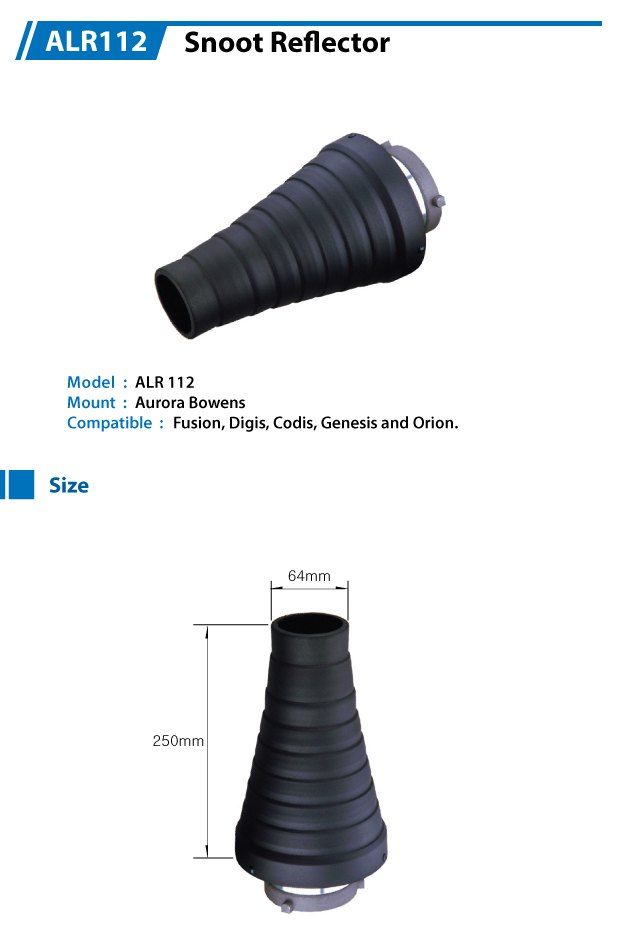 ALR112 Snoot Reflector
Model : ALR 112
Mount : Aurora Bowens
Compatible : Fusion, Digis, Codis, Genesis and Orion.
Size
64mm
250mm